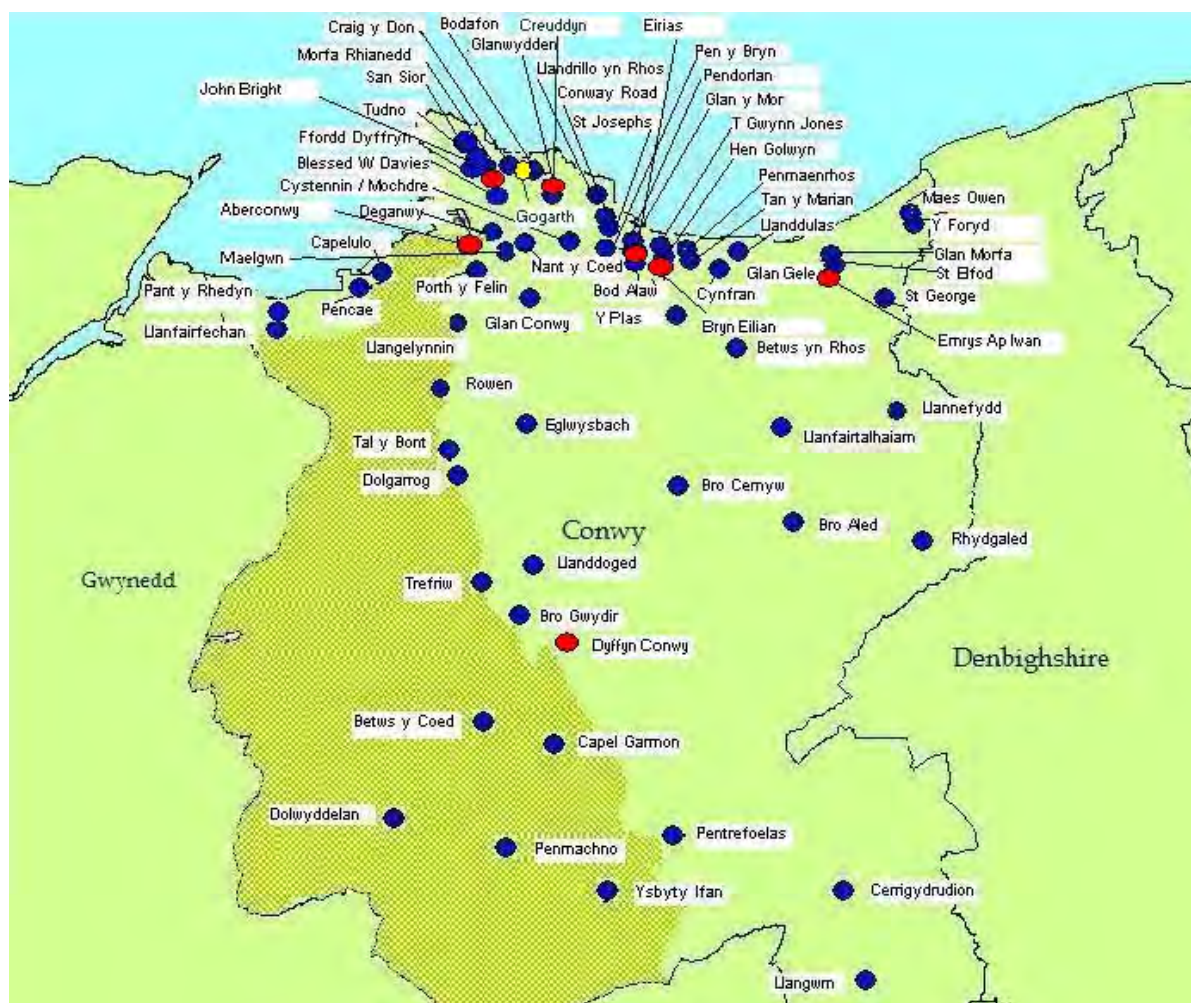 Bodafon
Creuddyn
Eirias
Craig y Don
Glanwydden
Morfa Rhianedd
Pen y Bryn
San Sior
Llandrillo yn Rhos
Pendorlan
John Bright
Conway Road
Glan y Mor
Tudno
St Josephs
T Gwynn Jones
Ffordd Dyffryn
Hen Golwyn
Blessed W Davies
Penmaenrhos
Cystennin / Mochdre
Tan y Marian
Maes Owen
Aberconwy
Deganwy
Gogarth
Llanddulas
Y Foryd
Capelulo
Glan Morfa
Maelgwn
Nant y Coed
Glan Gele
St Elfod
Pant y Rhedyn
Porth y Felin
Bod Alaw
Cynfran
St George
Pencae
Glan Conwy
Y Plas
Bryn Eilian
Llanfairfechan
Emrys Ap Iwan
Llangelynnin
Betws yn Rhos
Rowen
Llannefydd
Eglwysbach
Llanfairtalhaiarn
Tal y Bont
Dolgarrog
Bro Cernyw
Conwy
Bro Aled
Rhydgaled
Llanddoged
Gwynedd
Trefriw
Bro Gwydir
Dyffyn Conwy
Denbighshire
Betws y Coed
Capel Garmon
Dolwyddelan
Pentrefoelas
Penmachno
Ysbyty Ifan
Cerrigydrudion
Llangwm